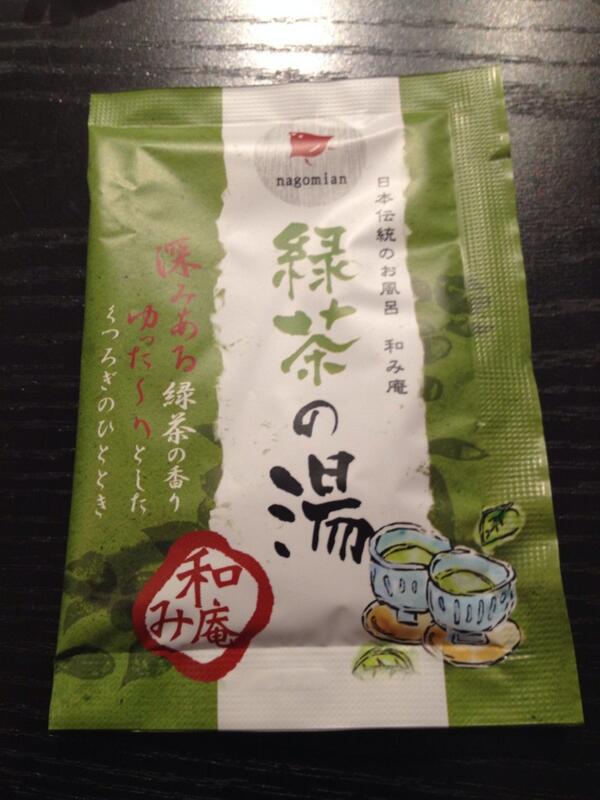 nagomian
日本伝統のお風呂 和み庵
緑茶の湯
深みある緑茶の香り
ゆった～りとした
くつろぎのひととき
和み庵